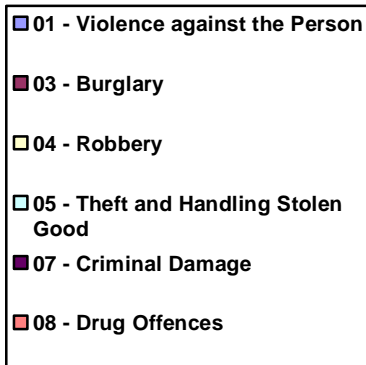 01 - Violence against the Person
03 - Burglary
04 - Robbery
05 - Theft and Handling Stolen
Good
07 - Criminal Damage
08 - Drug Offences